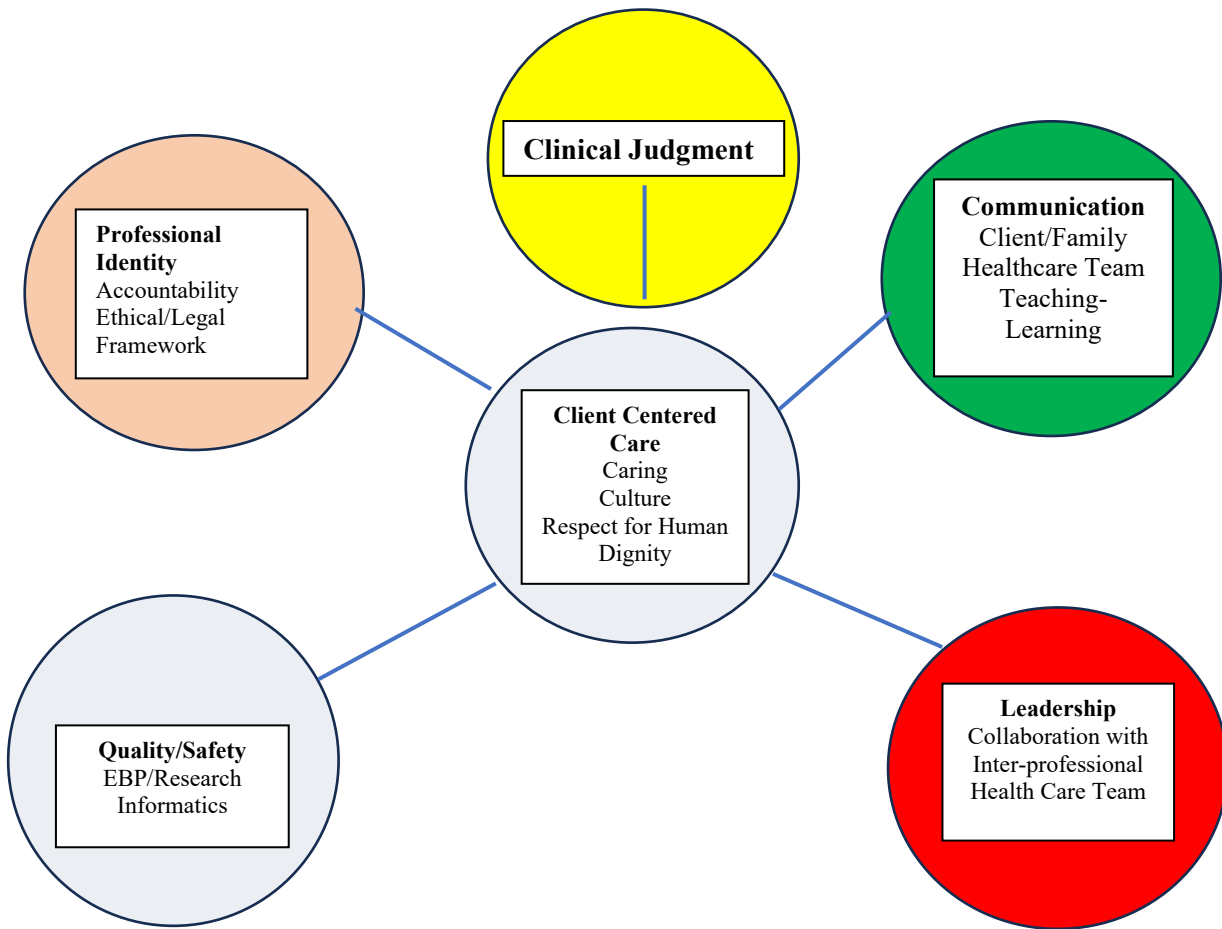 Clinical Judgment
Professional
Identity
Accountability
Ethical/Legal
Framework
Communication
Client/Family
Healthcare Team
Teaching-
Learning
Client Centered
Care
Caring
Culture
Respect for Human
Dignity
Quality/Safety
EBP/Research
Informatics
Leadership
Collaboration with
Inter-professional
Health Care Team